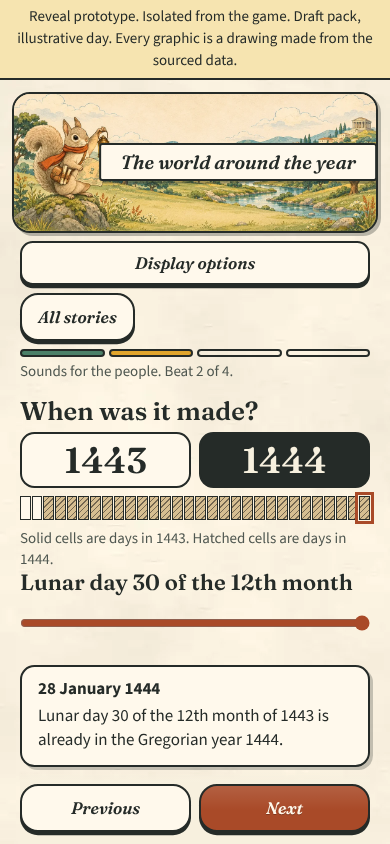 Reveal prototype. Isolated from the game. Draft pack,
illustrative day. Every graphic is a drawing made from the
sourced data.
The world around the year
Display options
All stories
Sounds for the people. Beat 2 of 4.
When was it made?
1443
1444
Solid cells are days in 1443. Hatched cells are days in
1444.
Lunar day 30 of the 12th month
28 January 1444
Lunar day 30 of the 12th month of 1443 is
already in the Gregorian year 1444.
Previous
Next